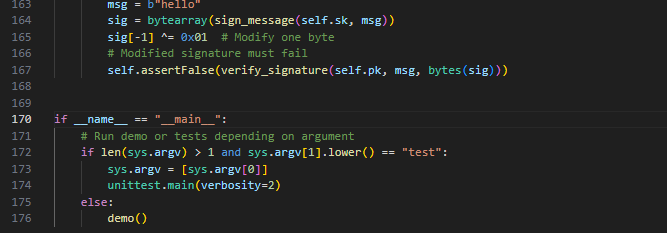 163 msg = b"hello"
164 sig = bytearray(sign_message(self.sk, msg))
165 sig[-1] ^= 0x01  # Modify one byte
166 # Modified signature must fail
167 self.assertFalse(verify_signature(self.pk, msg, bytes(sig)))
168
169
170 if __name__ == "__main__":
171 # Run demo or tests depending on argument
172 if len(sys.argv) > 1 and sys.argv[1].lower() == "test":
173 sys.argv = [sys.argv[0]]
174 unittest.main(verbosity=2)
175 else:
176 demo()